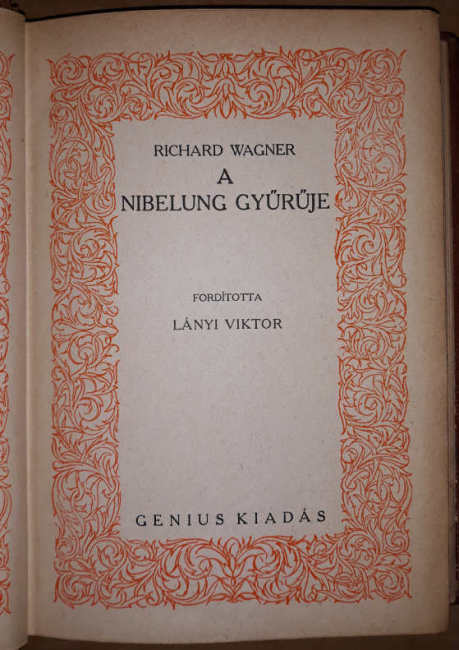 RICHARD WAGNER
A
NIBELUNG GYŰRŰJE
FORDÍTOTTA
LÁNYI VIKTOR
GENIUS KIADÁS